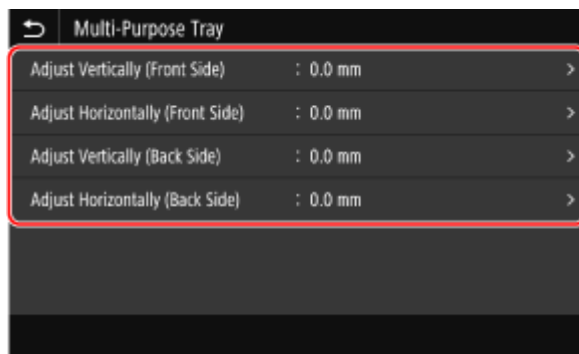 Multi-Purpose Tray
Adjust Vertically (Front Side) : 0.0 mm >
Adjust Horizontally (Front Side) : 0.0 mm >
Adjust Vertically (Back Side) : 0.0 mm >
Adjust Horizontally (Back Side) : 0.0 mm >